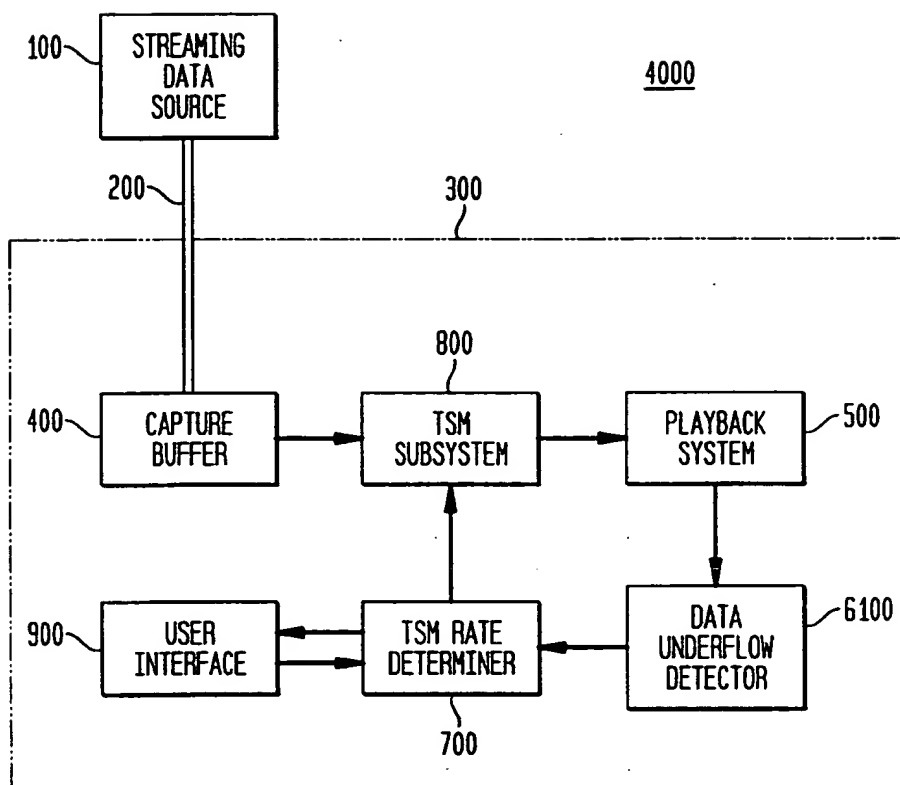 100
STREAMING
DATA
SOURCE
4000
200
300
800
400
CAPTURE
BUFFER
TSM
SUBSYSTEM
PLAYBACK
SYSTEM
500
900
USER
INTERFACE
TSM RATE
DETERMINER
DATA
UNDERFLOW
DETECTOR
6100
700